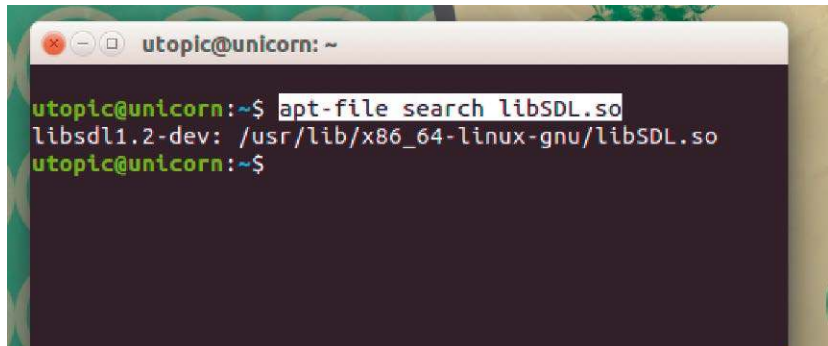 utopic@unicorn: ~
utopic@unicorn:~$ apt-file search libSDL.so
libsdl1.2-dev: /usr/lib/x86_64-linux-gnu/libSDL.so
utopic@unicorn:~$